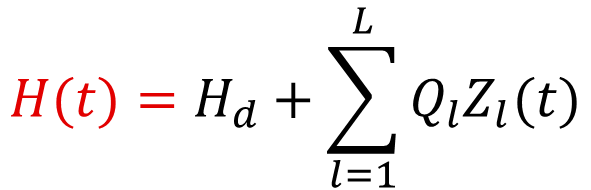 H(t) = H_d + \sum_{l=1}^{L} Q_l Z_l(t)